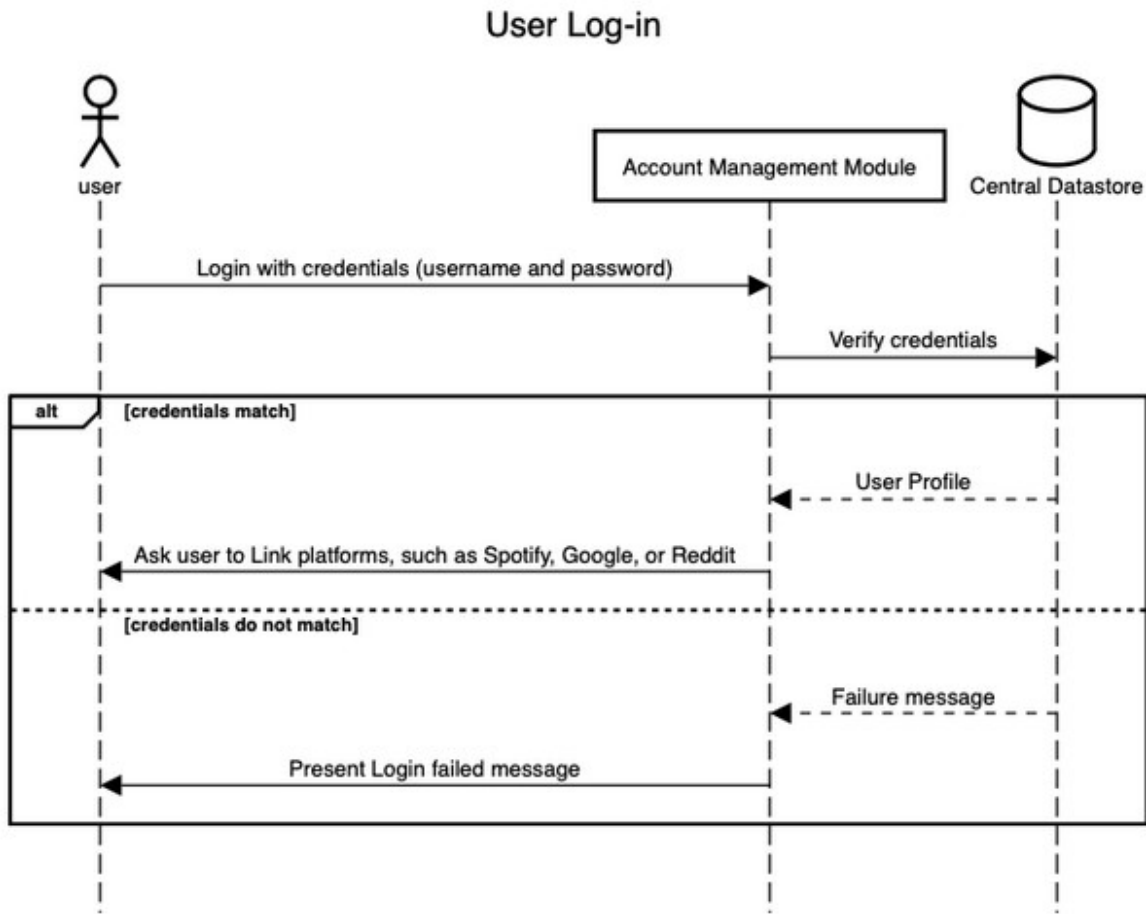 User Log-in
user
Account Management Module
Central Datastore
Login with credentials (username and password)
Verify credentials
alt
[credentials match]
User Profile
Ask user to Link platforms, such as Spotify, Google, or Reddit
[credentials do not match]
Failure message
Present Login failed message